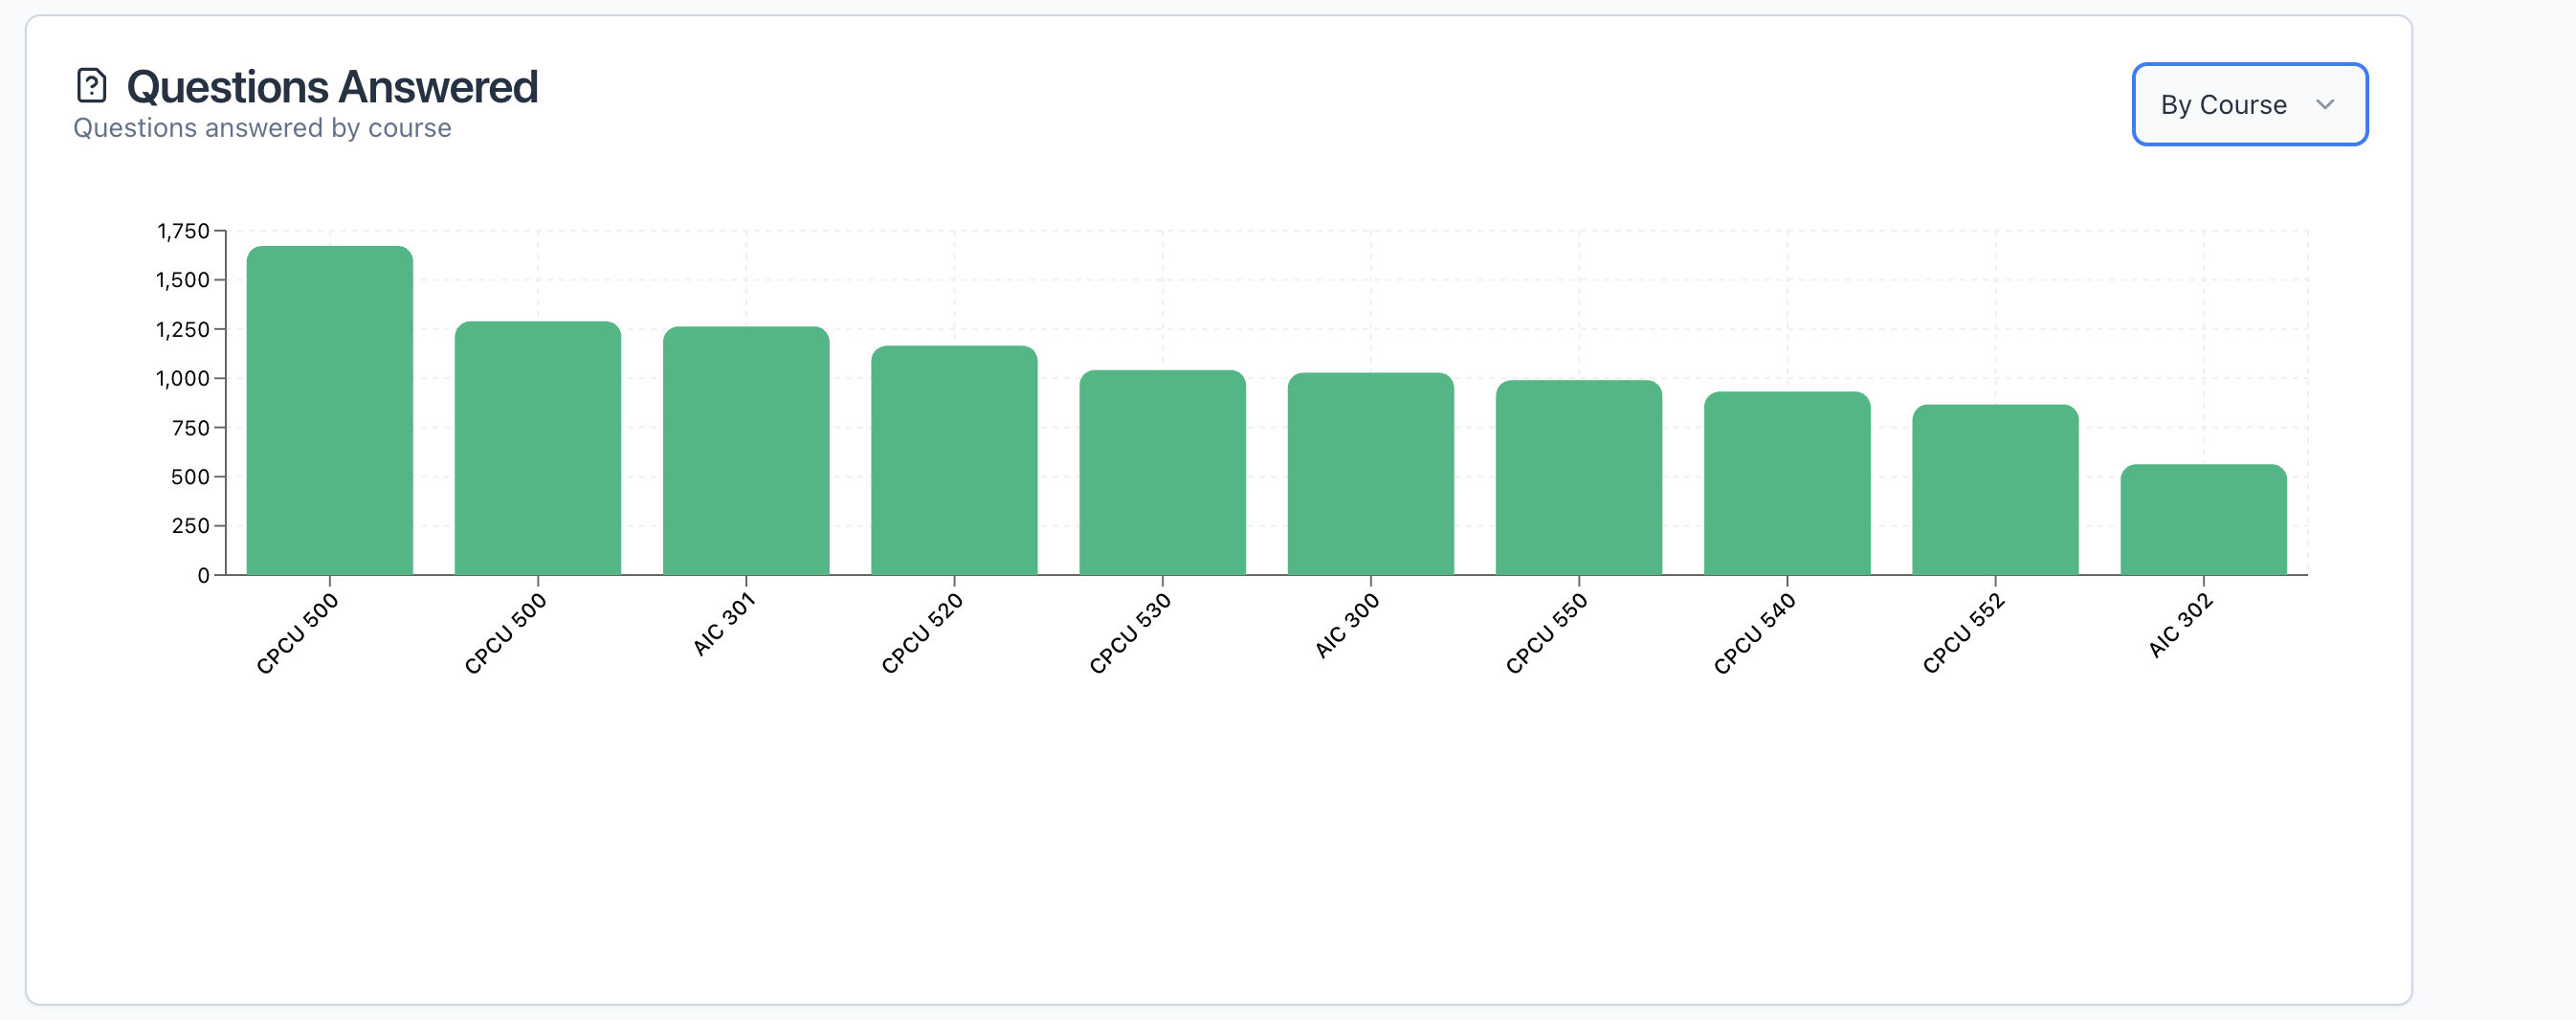 Questions Answered
Questions answered by course
By Course
1,750
1,500
1,250
1,000
750
500
250
0
CPCU 500
CPCU 500
AIC 301
CPCU 520
CPCU 530
AIC 300
CPCU 550
CPCU 540
CPCU 552
AIC 302